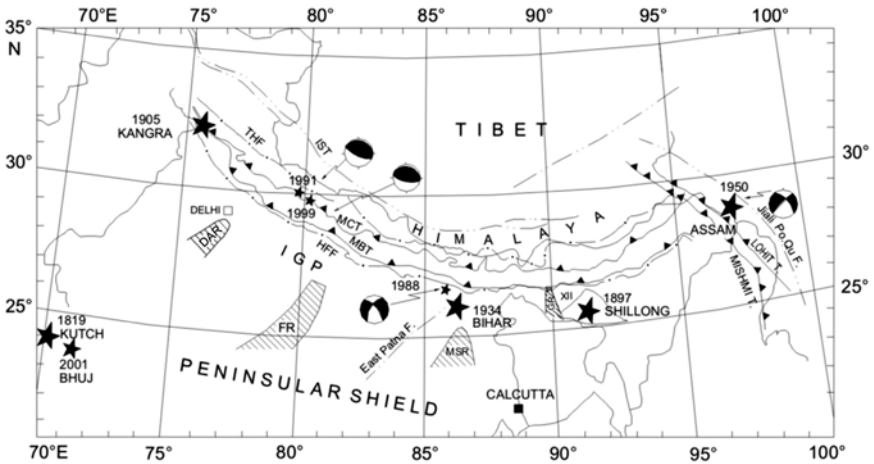 70°E
75°
80°
85°
90°
95°
100°
35°
N
1905
KANGRA
THF
IST
TIBET
30°
30°
1991
1999
1950
DELHI
DAR
MCT
MBT
HFF
HIMALAYA
ASSAM
Jiali Po.Qu F.
LOHIT T.
MISHMI T.
IGP
25°
25°
1988
XII
1897
SHILLONG
1934
BIHAR
1819
KUTCH
2001
BHUJ
FR
East Patna F.
MSR
PENINSULAR SHIELD
CALCUTTA
70°E
75°
80°
85°
90°
95°
100°